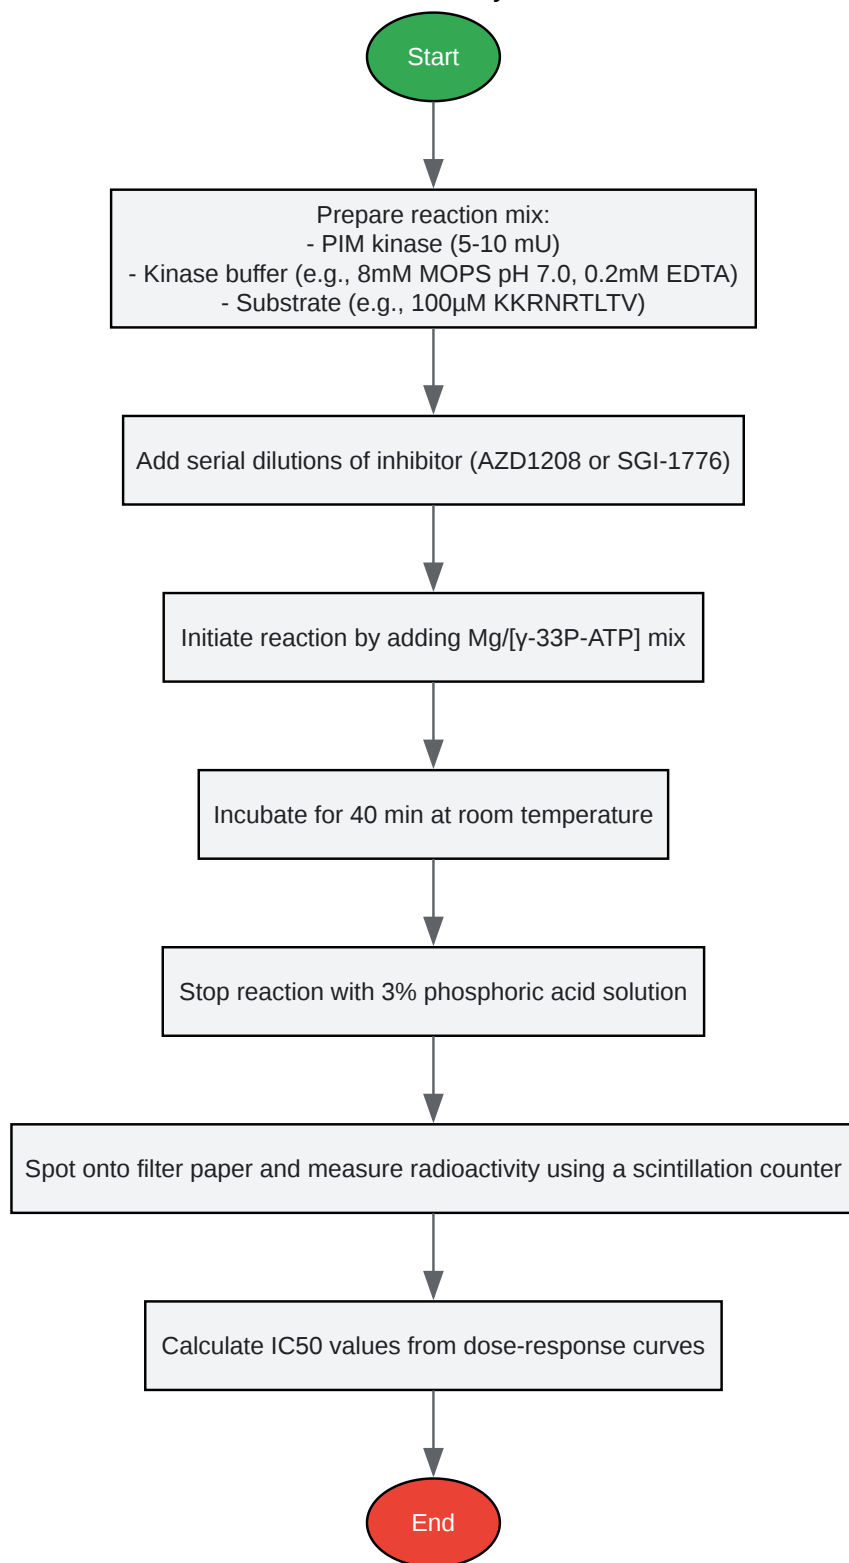 Start
Prepare reaction mix:
- PIM kinase (5-10 mU)
- Kinase buffer (e.g., 8mM MOPS pH 7.0, 0.2mM EDTA)
- Substrate (e.g., 100µM KKRNRTLTV)
Add serial dilutions of inhibitor (AZD1208 or SGI-1776)
Initiate reaction by adding Mg/[γ-33P-ATP] mix
Incubate for 40 min at room temperature
Stop reaction with 3% phosphoric acid solution
Spot onto filter paper and measure radioactivity using a scintillation counter
Calculate IC50 values from dose-response curves
End